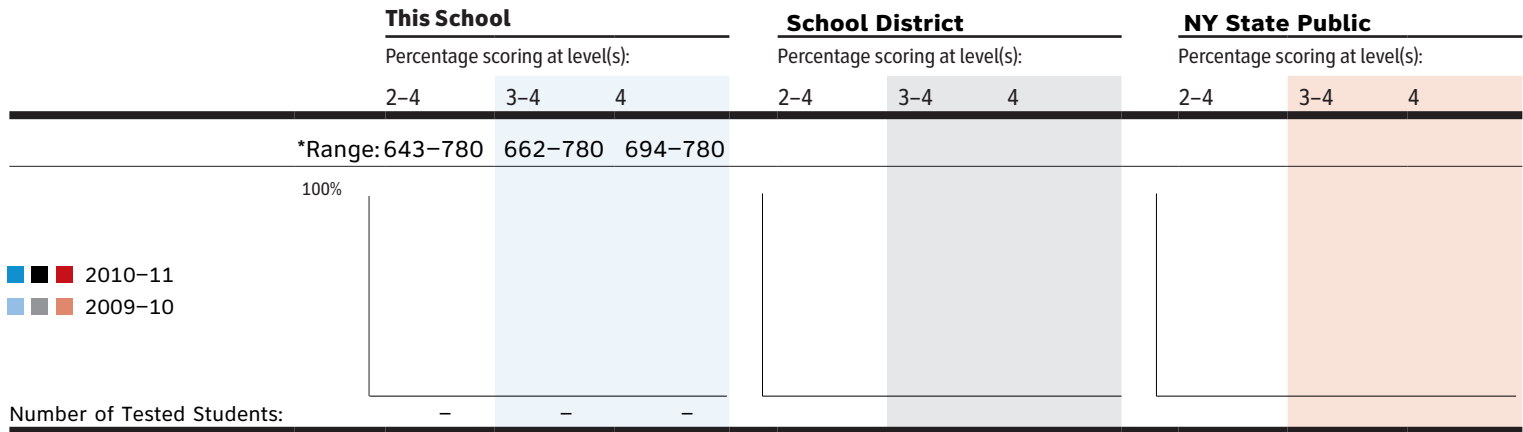 This School School District NY State Public
Percentage scoring at level(s): Percentage scoring at level(s): Percentage scoring at level(s):
2–4 3–4 4 2–4 3–4 4 2–4 3–4 4
*Range: 643–780 662–780 694–780
100%
2010–11
2009–10
Number of Tested Students: – – –